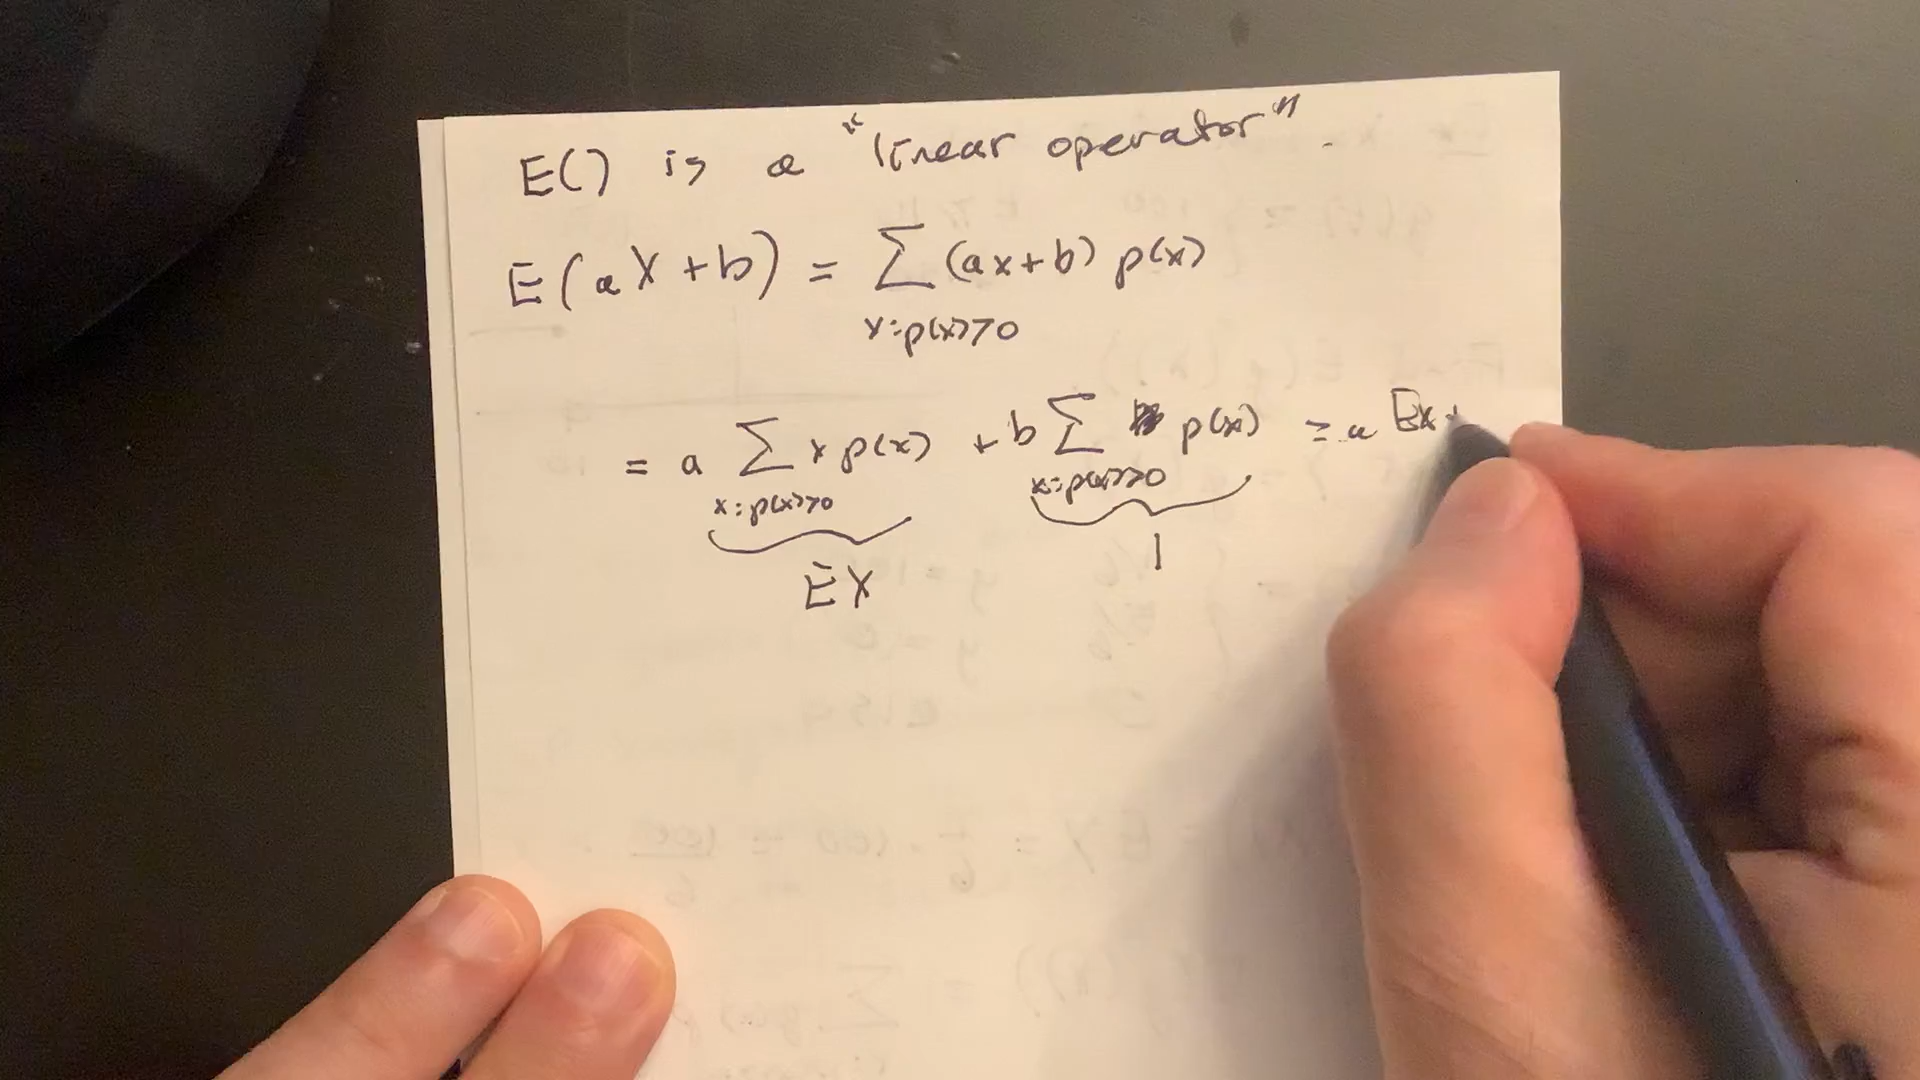 E() is a "linear operator".
E(aX+b) = ∑ (ax+b) p(x)
x:p(x)>0
= a ∑ x p(x) + b ∑ p(x) = a EX +
x:p(x)>0 x:p(x)>0
EX 1